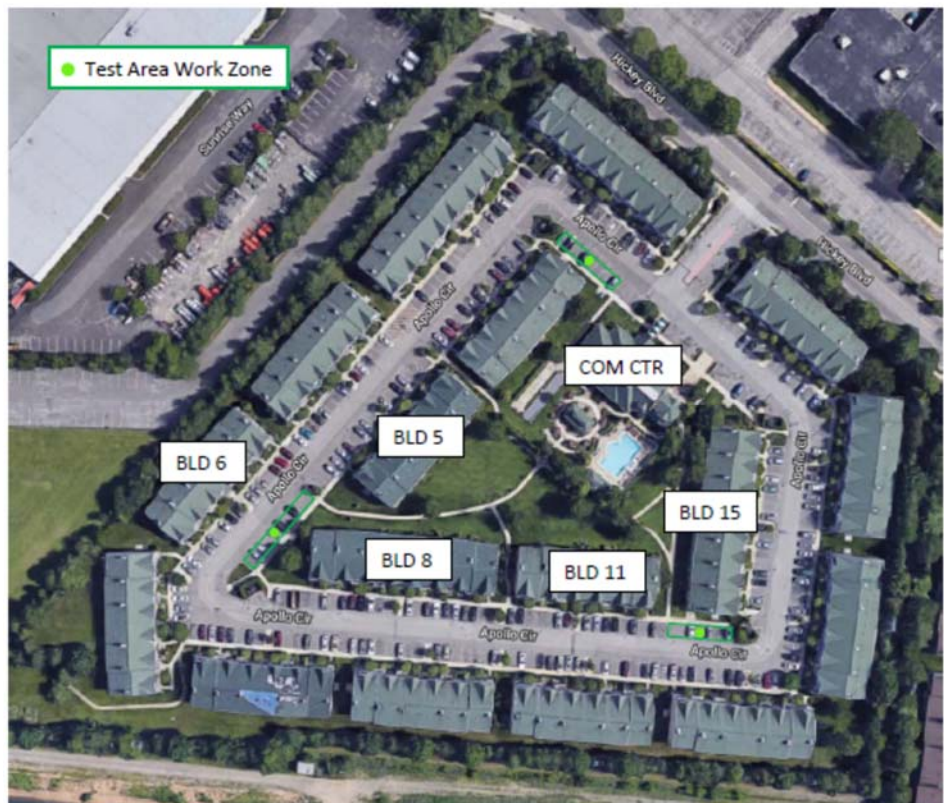 Test Area Work Zone
Hickey Blvd
Sunrise Way
Apollo Cir
Hickey Blvd
Apollo Cir
COM CTR
BLD 5
Apollo Cir
BLD 6
Apollo Cir
BLD 15
BLD 8
BLD 11
Apollo Cir
Apollo Cir
Apollo Cir